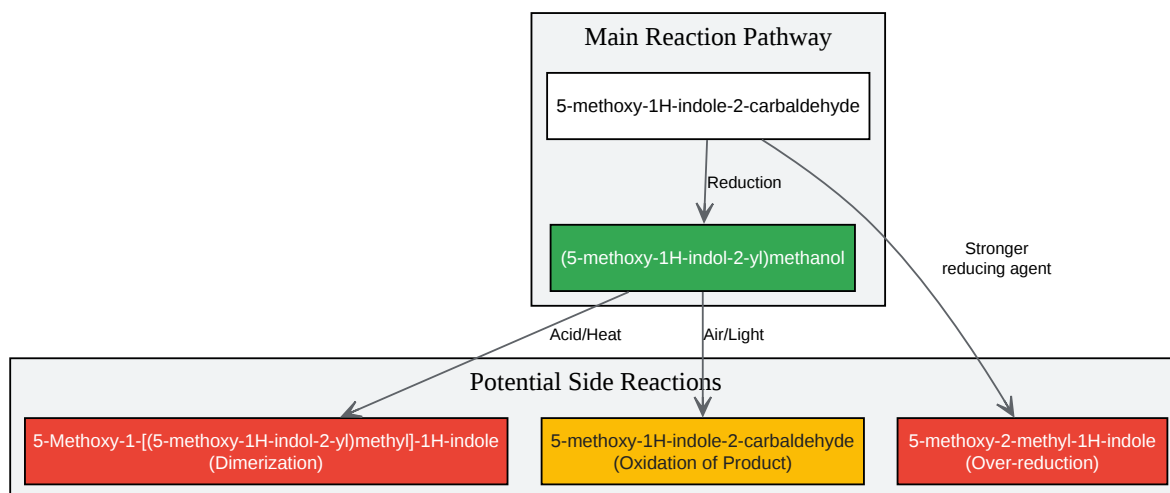 Main Reaction Pathway
5-methoxy-1H-indole-2-carbaldehyde
Reduction
(5-methoxy-1H-indol-2-yl)methanol
Stronger
reducing agent
Acid/Heat
Air/Light
Potential Side Reactions
5-Methoxy-1-[(5-methoxy-1H-indol-2-yl)methyl]-1H-indole
(Dimerization)
5-methoxy-1H-indole-2-carbaldehyde
(Oxidation of Product)
5-methoxy-2-methyl-1H-indole
(Over-reduction)